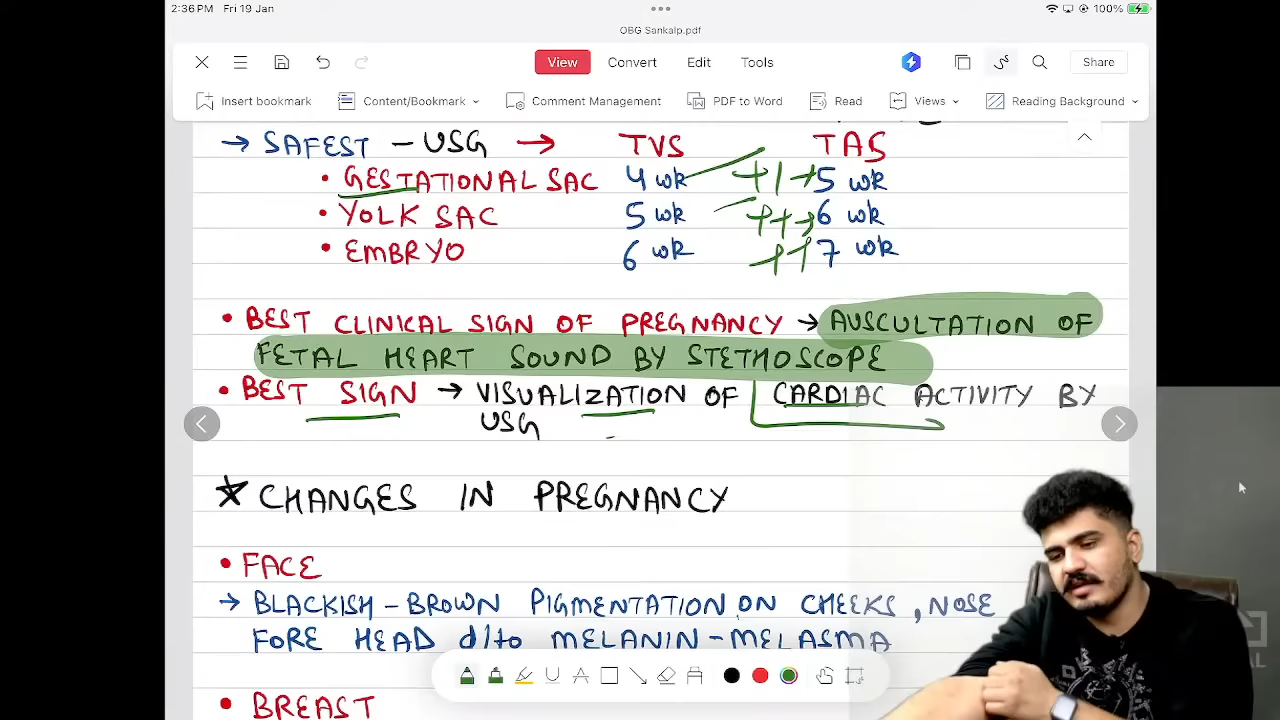 2:36 PM Fri 19 Jan
100%
OBG Sankalp.pdf
View Convert Edit Tools Share
Insert bookmark Content/Bookmark Comment Management PDF to Word Read Views Reading Background
→ SAFEST - USG → TVS TAS
• GESTATIONAL SAC 4 wk 5 wk
• YOLK SAC 5 wk 6 wk
• EMBRYO 6 wk 7 wk
• BEST CLINICAL SIGN OF PREGNANCY → AUSCULTATION OF
FETAL HEART SOUND BY STETHOSCOPE
• BEST SIGN → VISUALIZATION OF CARDIAC ACTIVITY BY
USG
★ CHANGES IN PREGNANCY
• FACE
→ BLACKISH - BROWN PIGMENTATION ON CHEEKS, NOSE
FORE HEAD d/to MELANIN - MELASMA
• BREAST